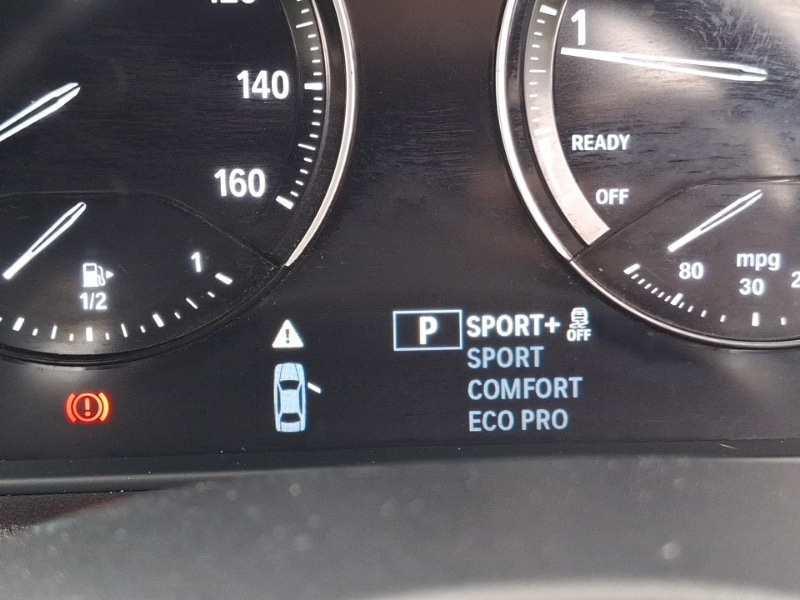 140
160
1
READY
OFF
1/2
1
80
mpg
30
P
SPORT+
OFF
SPORT
COMFORT
ECO PRO